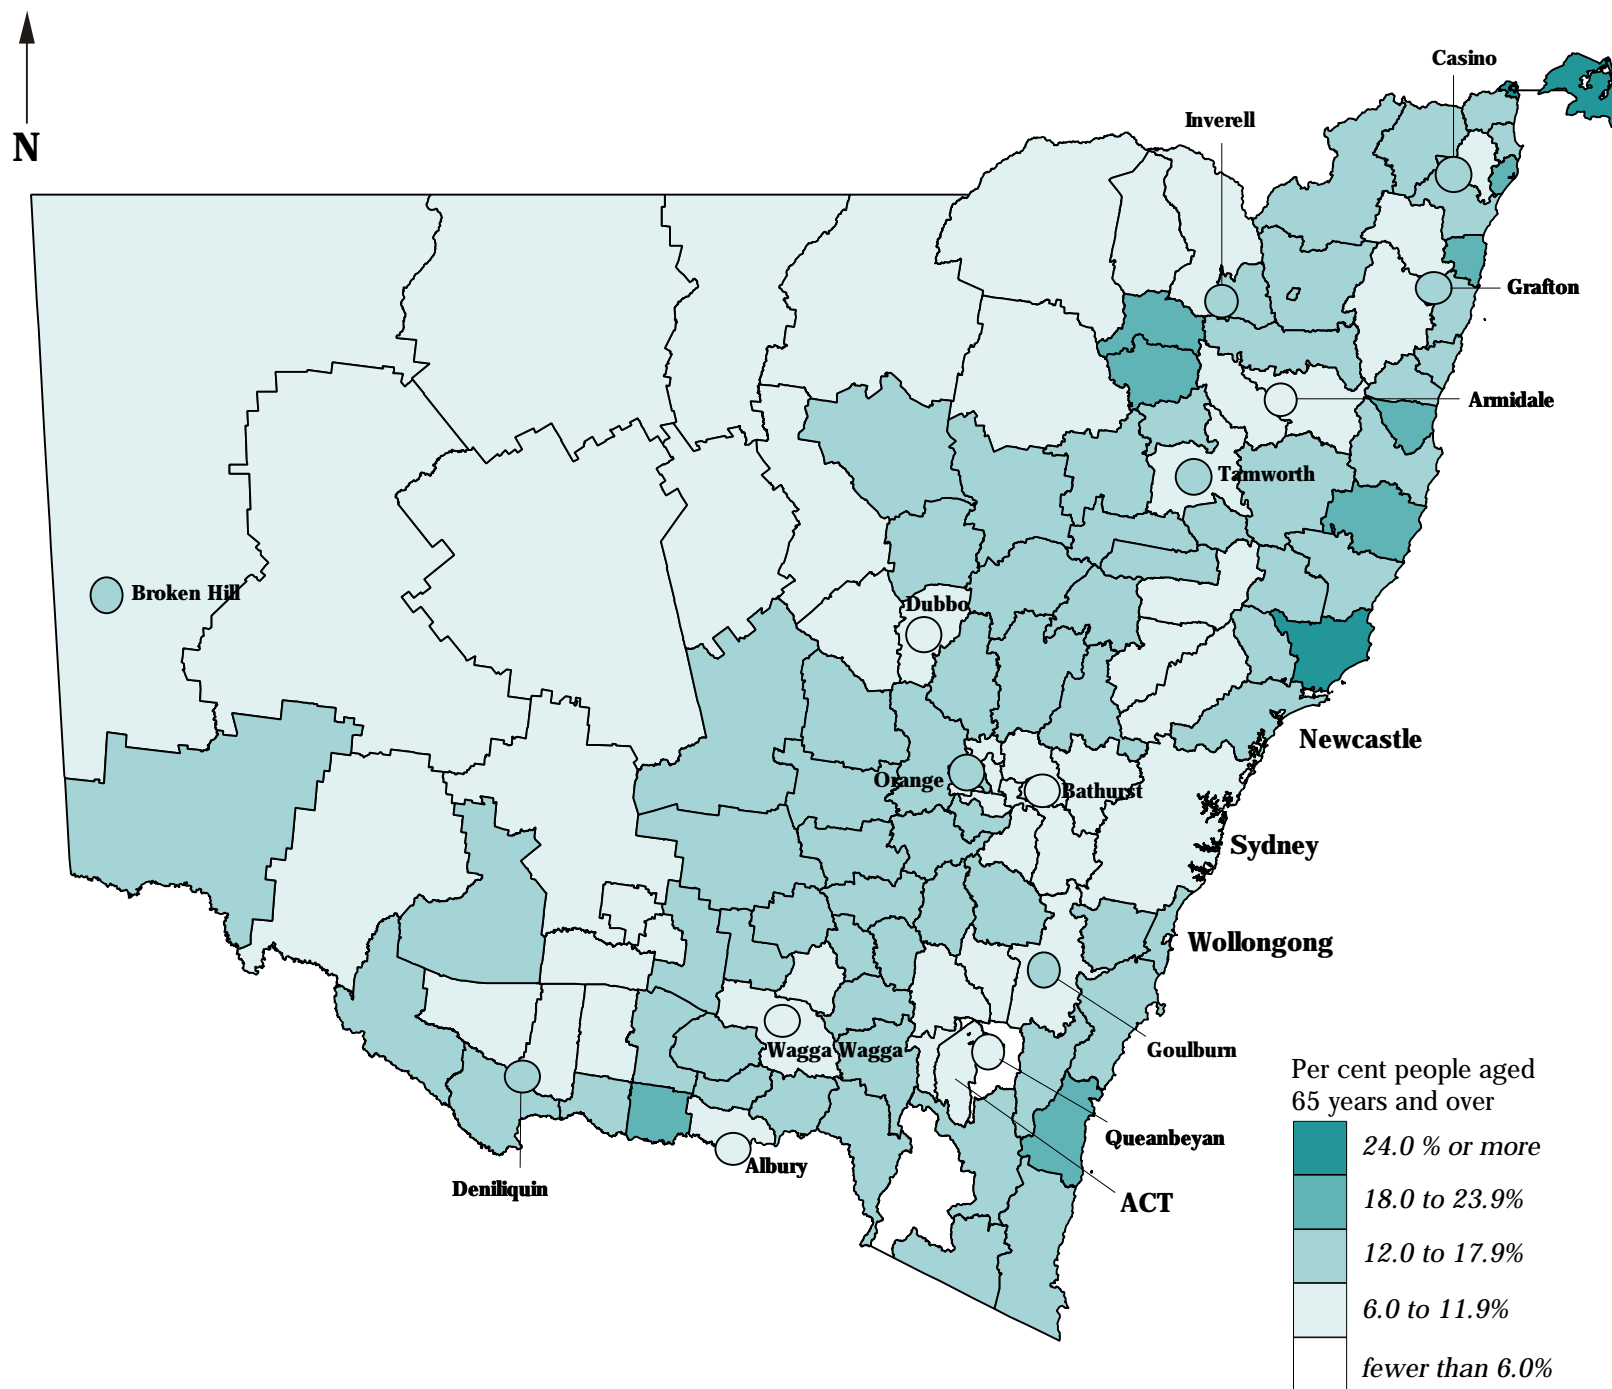 N
Casino
Inverell
Grafton
Armidale
Tamworth
Broken Hill
Dubbo
Newcastle
Orange
Bathurst
Sydney
Wollongong
Goulburn
Wagga Wagga
Queanbeyan
Albury
Deniliquin
ACT
Per cent people aged
65 years and over
24.0 % or more
18.0 to 23.9%
12.0 to 17.9%
6.0 to 11.9%
fewer than 6.0%